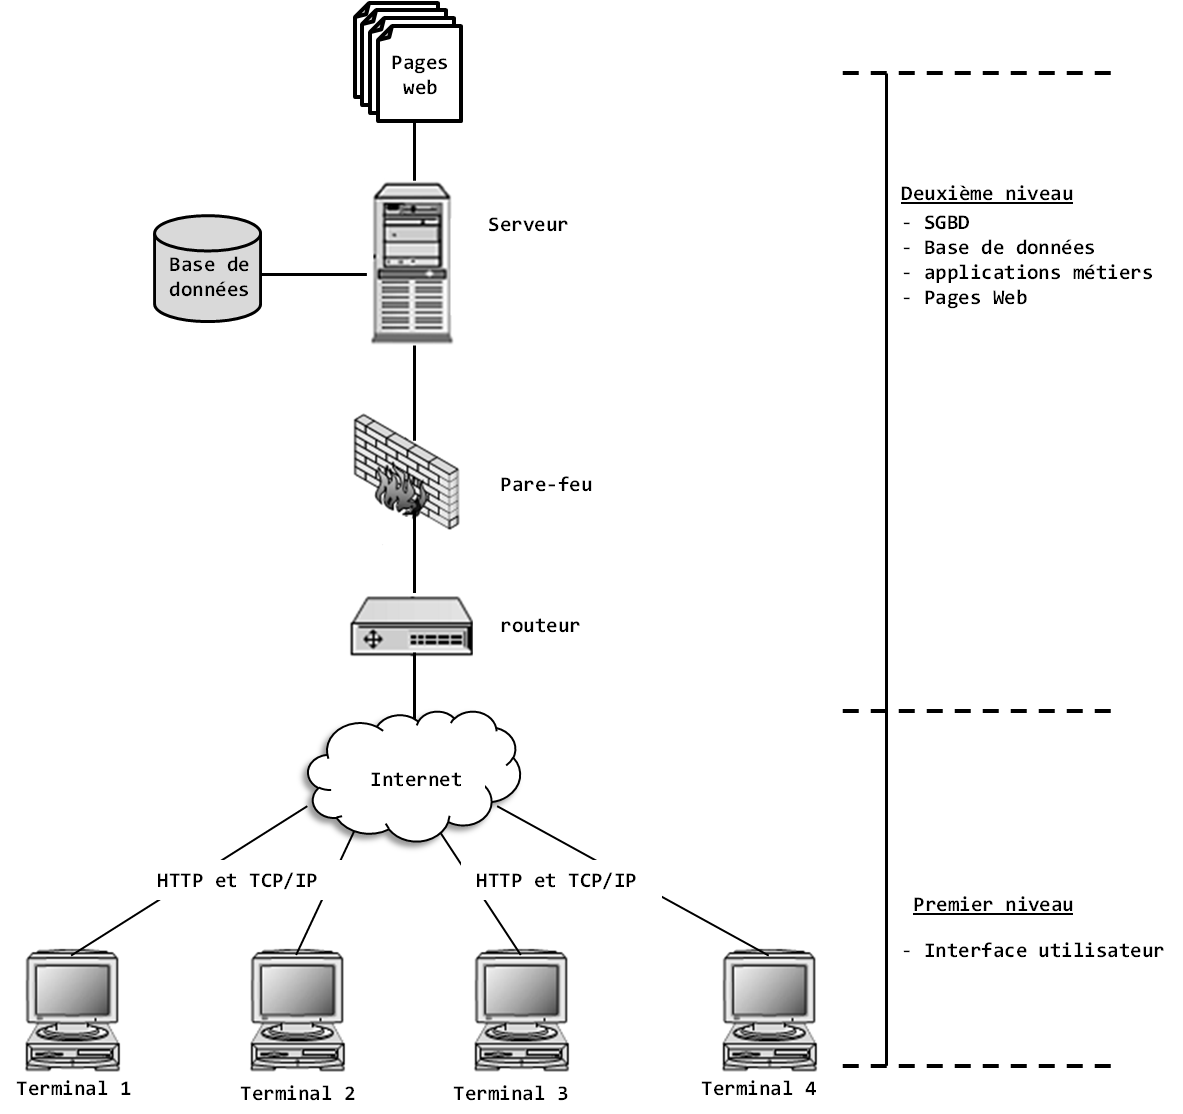 Pages
web
Serveur
Base de
données
Pare-feu
routeur
Internet
HTTP et TCP/IP
HTTP et TCP/IP
Terminal 1
Terminal 2
Terminal 3
Terminal 4
Deuxième niveau
- SGBD
- Base de données
- applications métiers
- Pages Web
Premier niveau
- Interface utilisateur